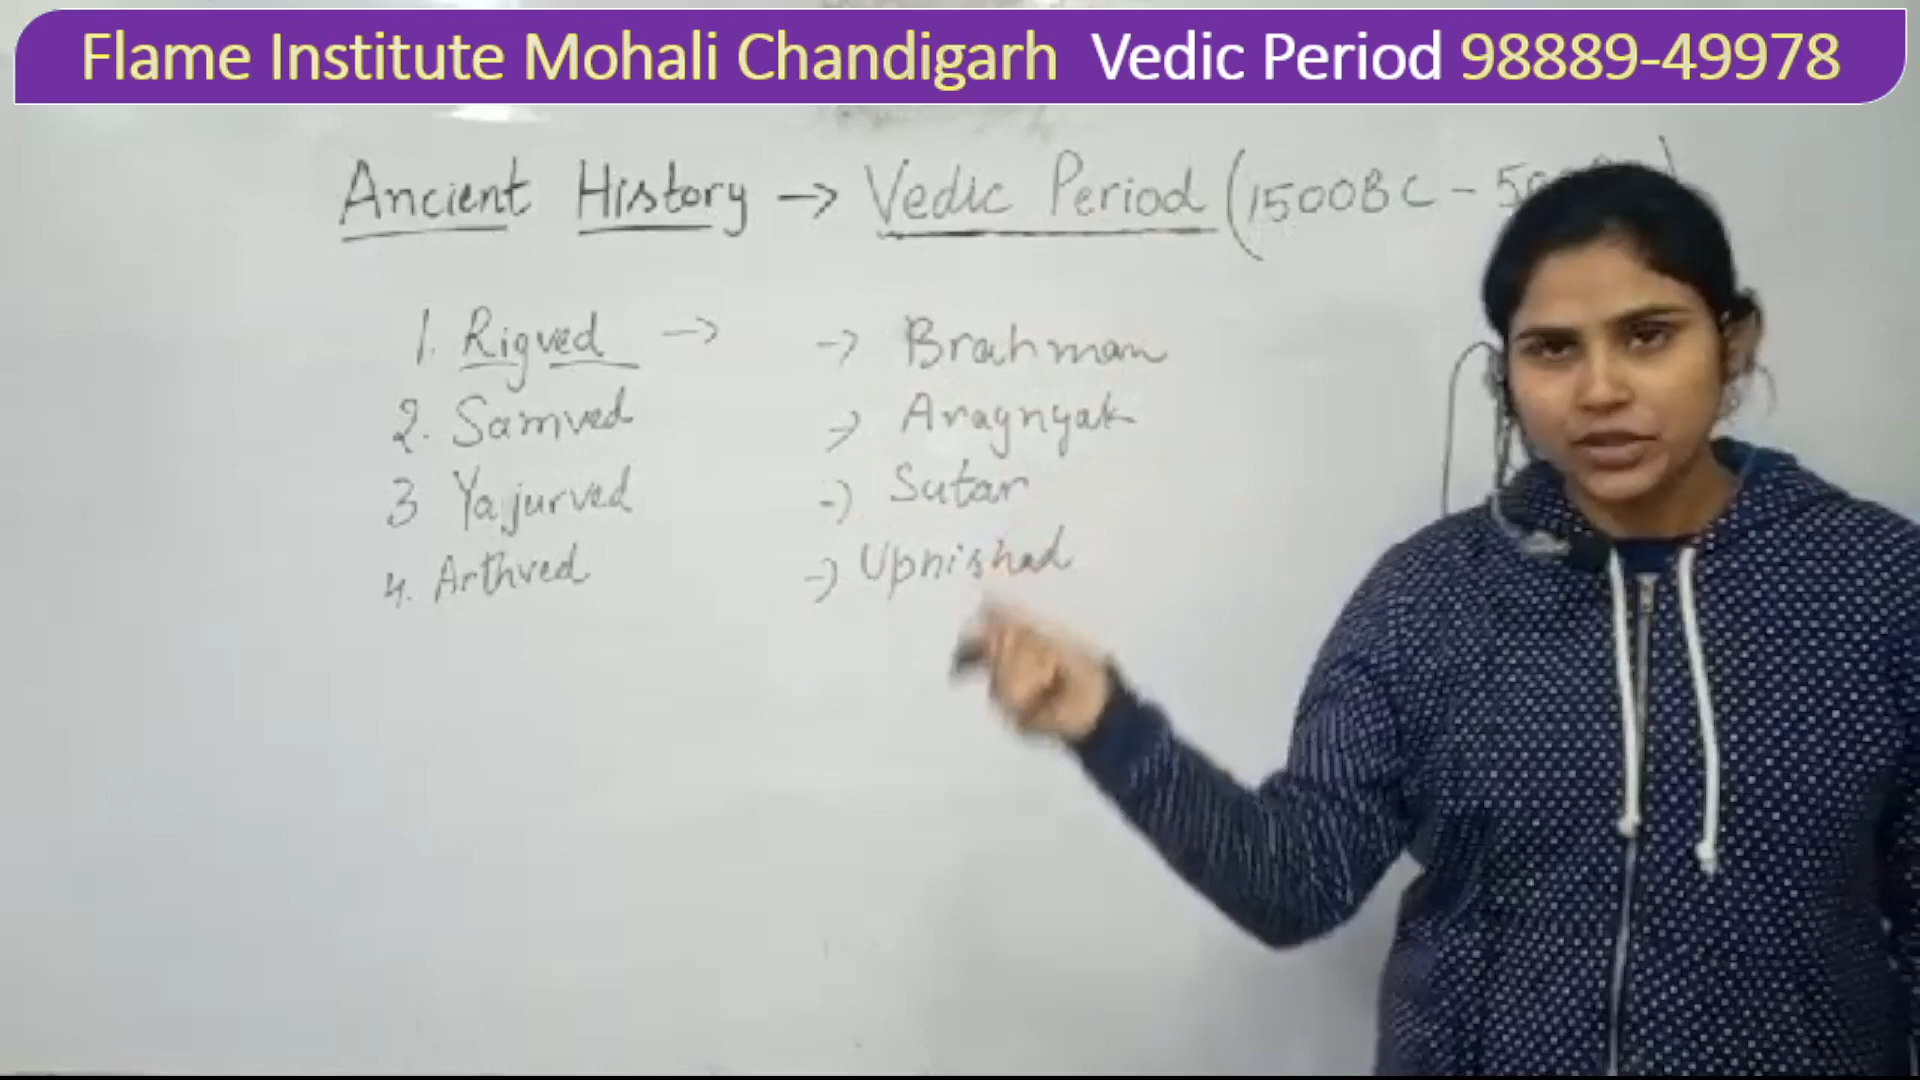 Flame Institute Mohali Chandigarh Vedic Period 98889-49978
Ancient History → Vedic Period (1500BC -
1. Rigved → → Brahman
2. Samved → Aragnyak
3 Yajurved → Sutar
4. Arthved → Upnishad